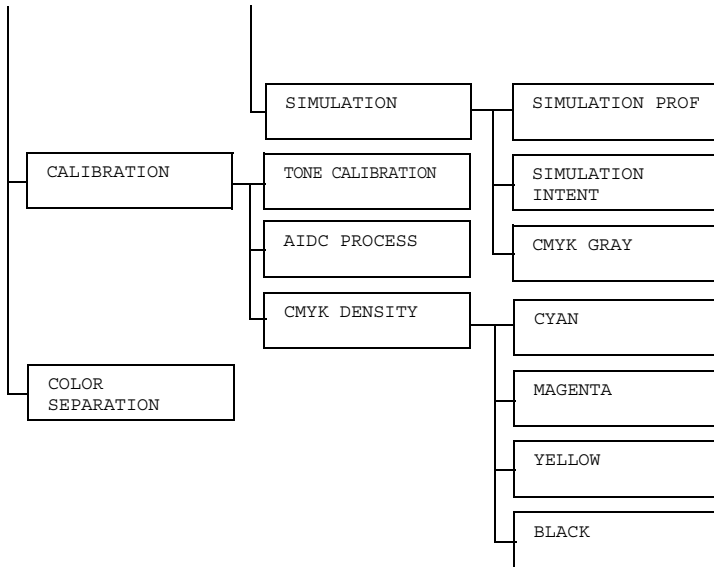 SIMULATION
SIMULATION PROF
CALIBRATION
TONE CALIBRATION
SIMULATION
INTENT
AIDC PROCESS
CMYK GRAY
CMYK DENSITY
CYAN
COLOR
SEPARATION
MAGENTA
YELLOW
BLACK